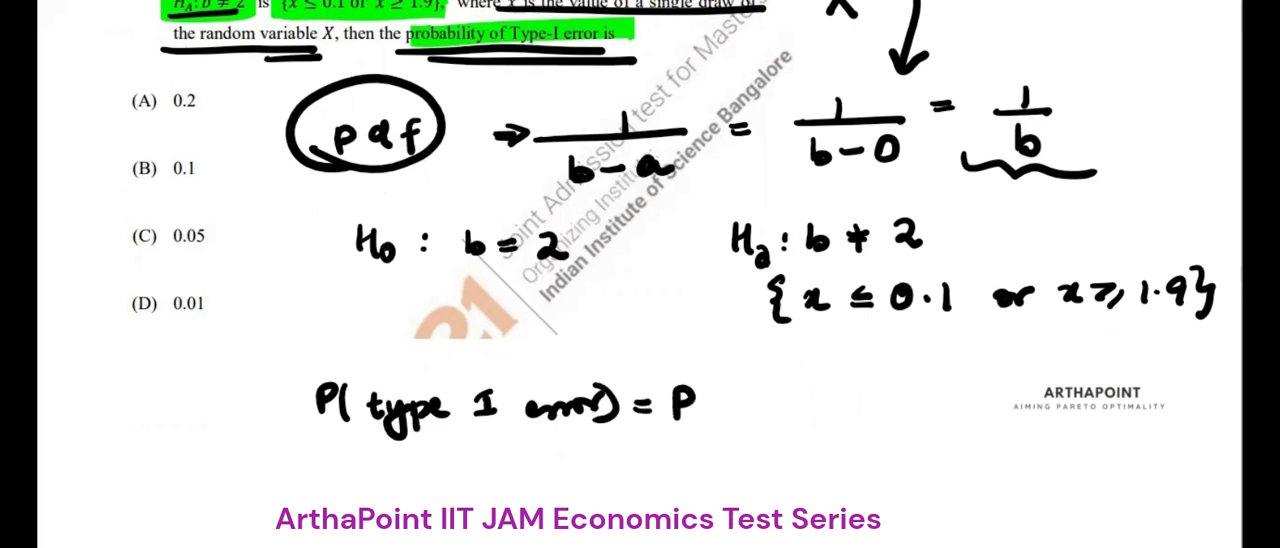 H_A: b ≠ 2 is {x ≤ 0.1 or x ≥ 1.9}, where x is the value of a single draw of
the random variable X, then the probability of Type-I error is
X
(A) 0.2
(B) 0.1
(C) 0.05
(D) 0.01
pdf ⇒ 1/(b-a) = 1/(b-0) = 1/b
H₀ : b = 2
Hₐ : b ≠ 2
{x ≤ 0.1 or x ≥ 1.9}
P( type I error) = P
Joint Admission test for Master
Organizing Institute
Indian Institute of Science Bangalore
21
ARTHAPOINT
AIMING PARETO OPTIMALITY
ArthaPoint IIT JAM Economics Test Series